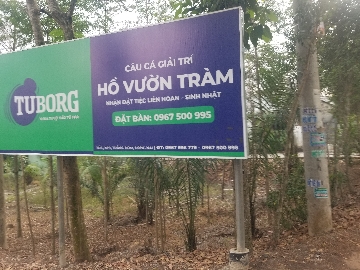 TUBORG
CÂU CÁ GIẢI TRÍ
HỒ VƯỜN TRÀM
NHẬN ĐẶT TIỆC LIÊN HOAN - SINH NHẬT
ĐẶT BÀN: 0967 500 995